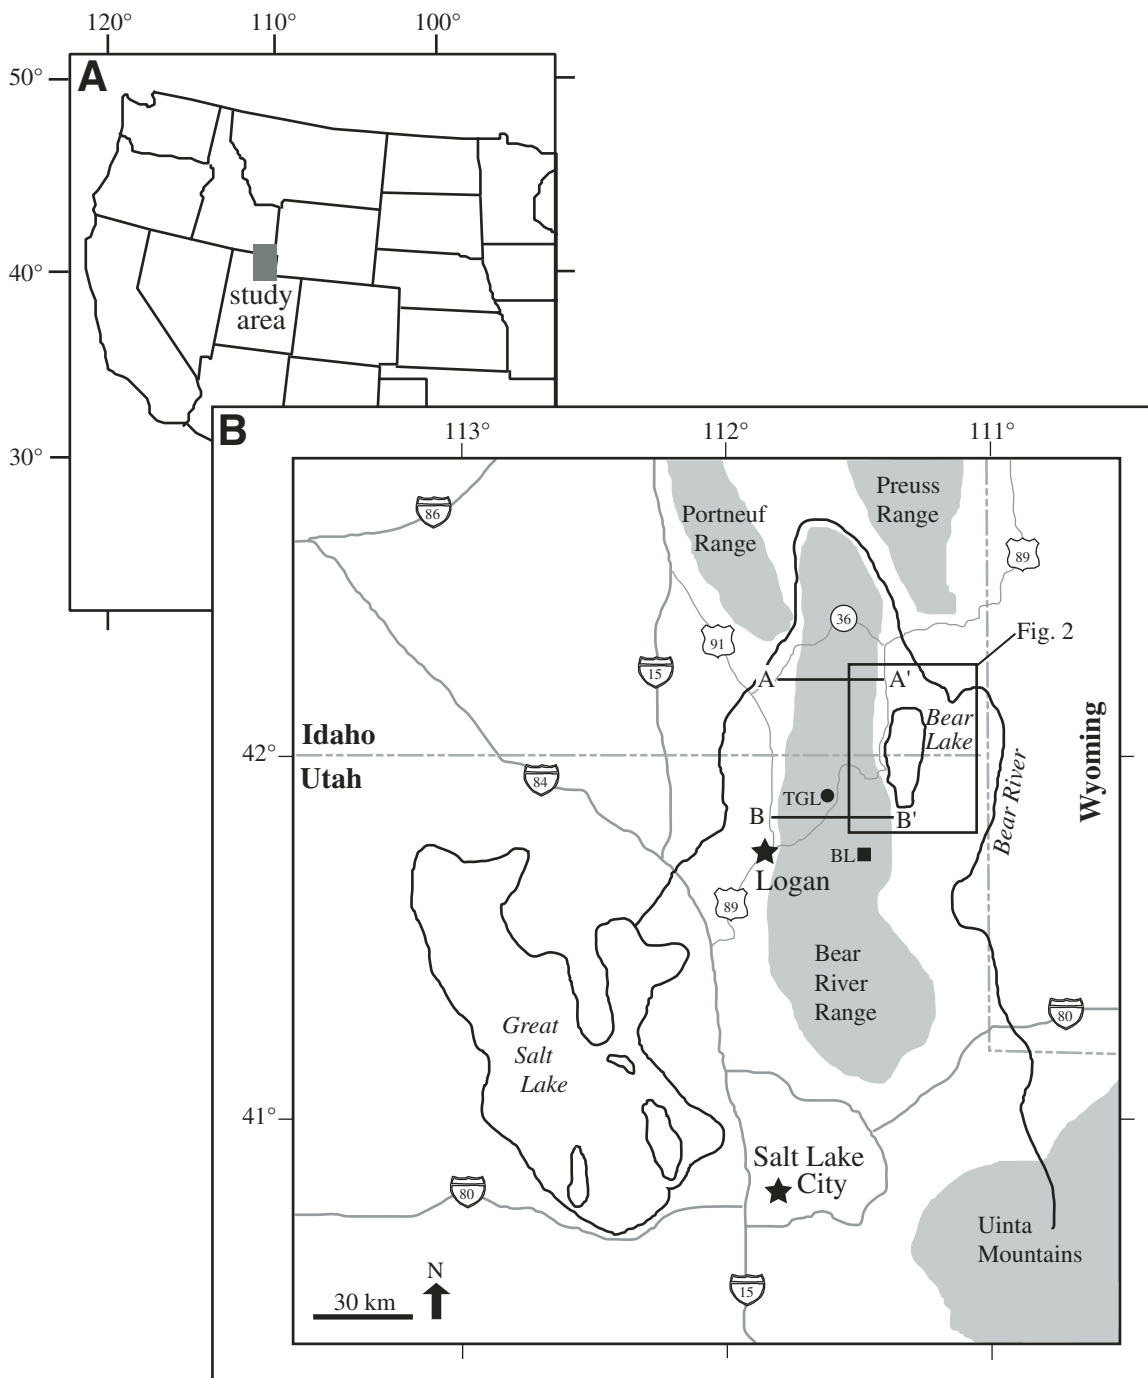 120°
110°
100°
50°
A
40°
study
area
30°
B
113°
112°
111°
Portneuf
Range
Preuss
Range
86
89
36
91
Fig. 2
15
A
A'
Bear
Lake
Idaho
42°
Utah
84
Wyoming
Bear River
TGL
B
B'
BL
Logan
89
Bear
River
Range
80
Great
Salt
Lake
41°
Salt Lake
City
80
Uinta
Mountains
N
30 km
15